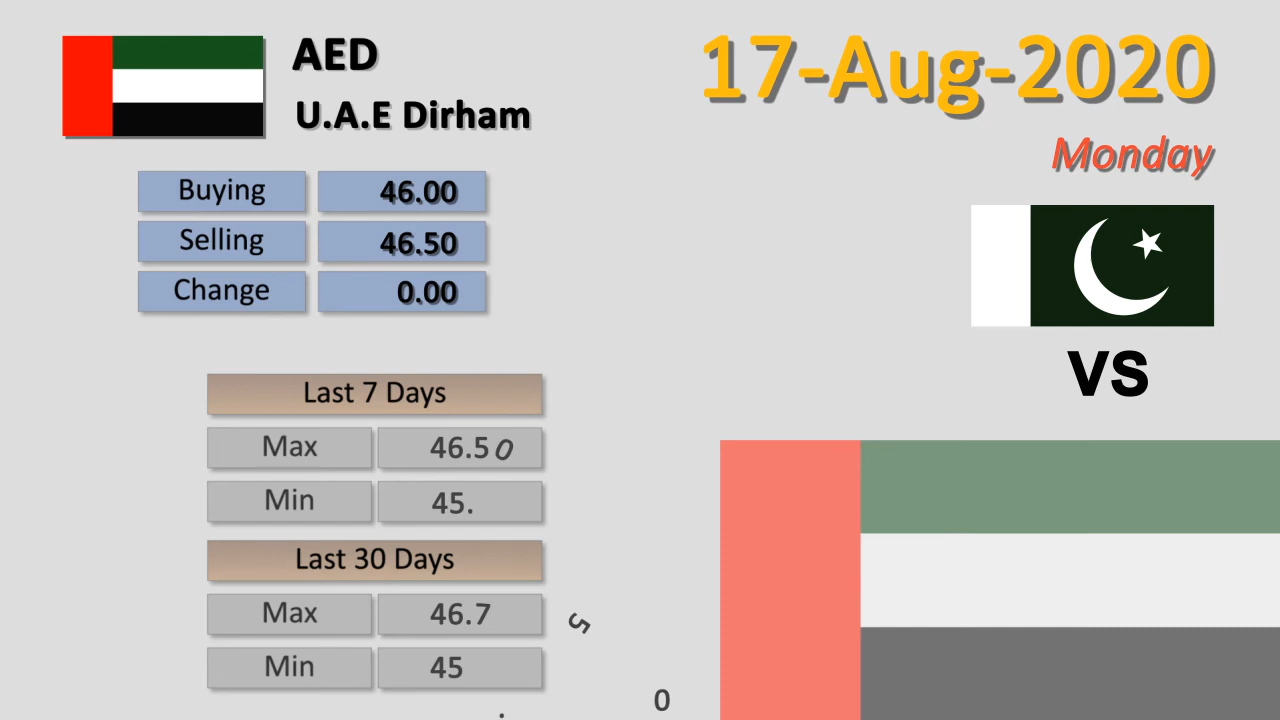 AED
U.A.E Dirham
17-Aug-2020
Monday
Buying 46.00
Selling 46.50
Change 0.00
VS
Last 7 Days
Max 46.50
Min 45.
Last 30 Days
Max 46.7
5
Min 45
.
0